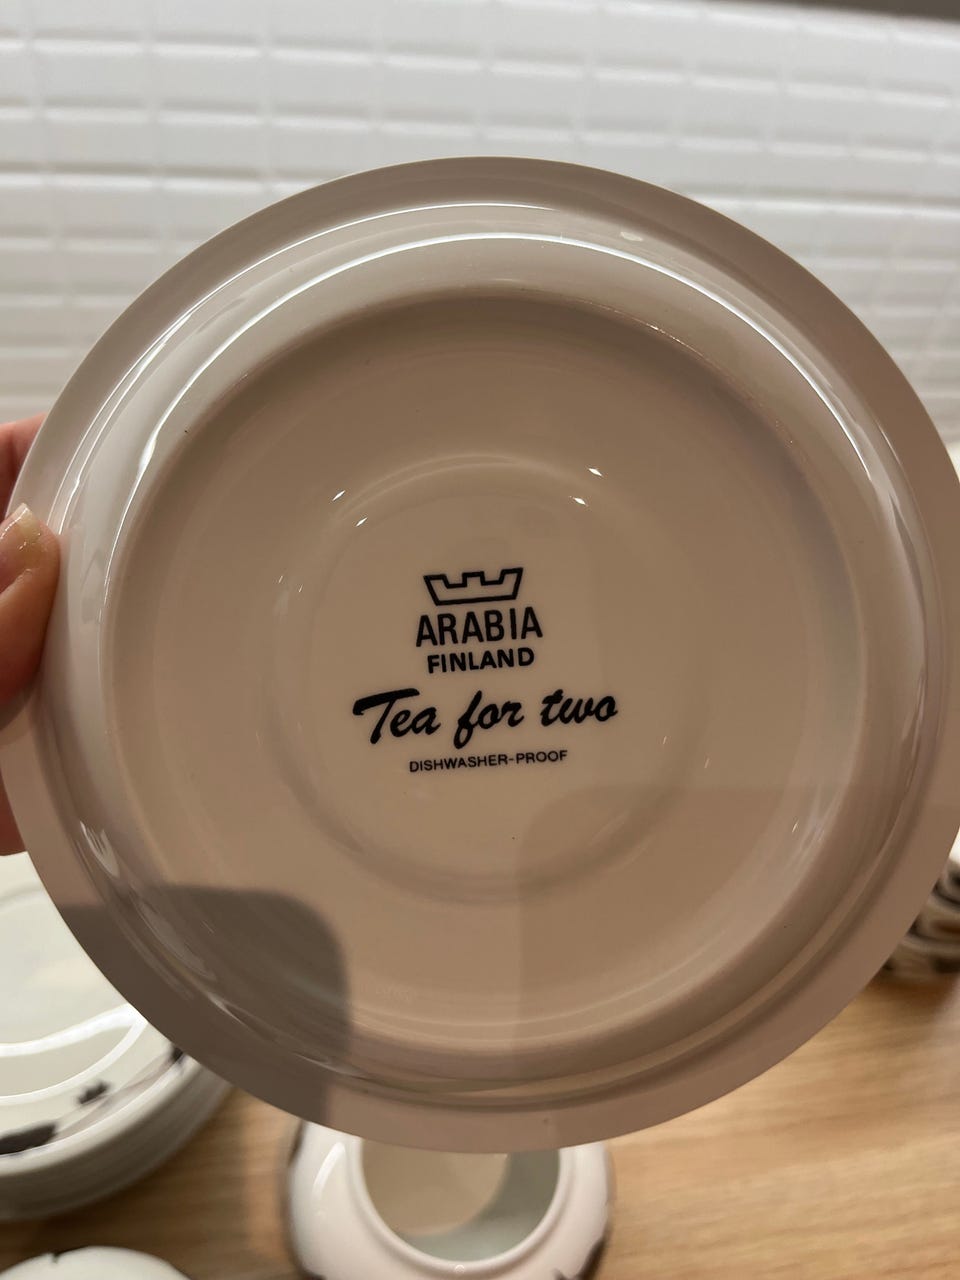 ARABIA
FINLAND
Tea for two
DISHWASHER-PROOF